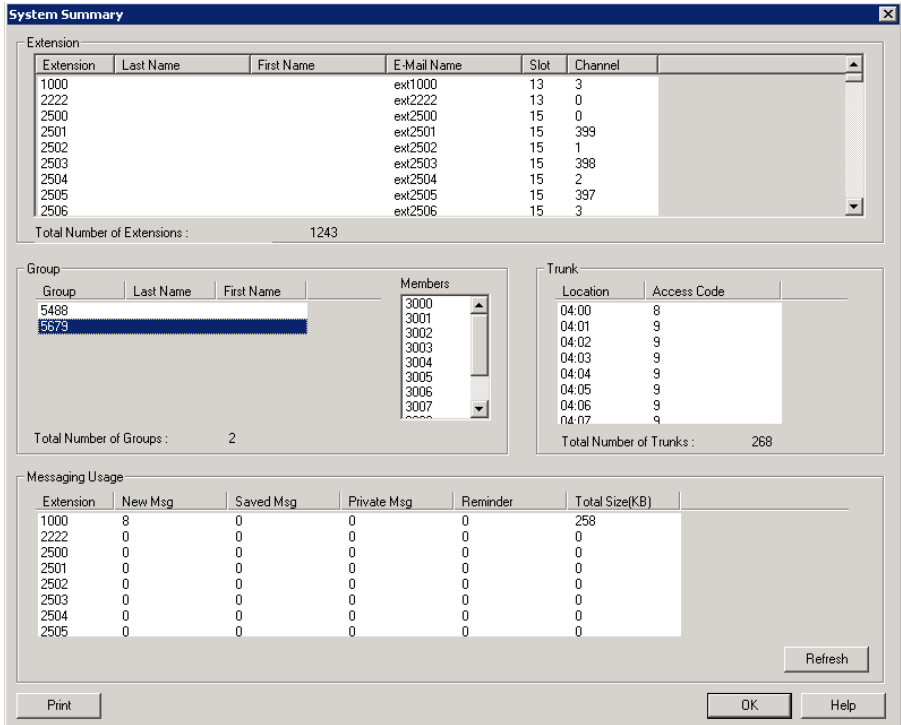 System Summary
Extension
Extension Last Name First Name E-Mail Name Slot Channel
1000 ext1000 13 3
2222 ext2222 13 0
2500 ext2500 15 0
2501 ext2501 15 399
2502 ext2502 15 1
2503 ext2503 15 398
2504 ext2504 15 2
2505 ext2505 15 397
2506 ext2506 15 3
Total Number of Extensions : 1243
Group
Group Last Name First Name
5488
5679
Total Number of Groups : 2
Members
3000
3001
3002
3003
3004
3005
3006
3007
Trunk
Location Access Code
04:00 8
04:01 9
04:02 9
04:03 9
04:04 9
04:05 9
04:06 9
04:07 9
Total Number of Trunks : 268
Messaging Usage
Extension New Msg Saved Msg Private Msg Reminder Total Size(KB)
1000 8 0 0 0 258
2222 0 0 0 0 0
2500 0 0 0 0 0
2501 0 0 0 0 0
2502 0 0 0 0 0
2503 0 0 0 0 0
2504 0 0 0 0 0
2505 0 0 0 0 0
Refresh
Print OK Help